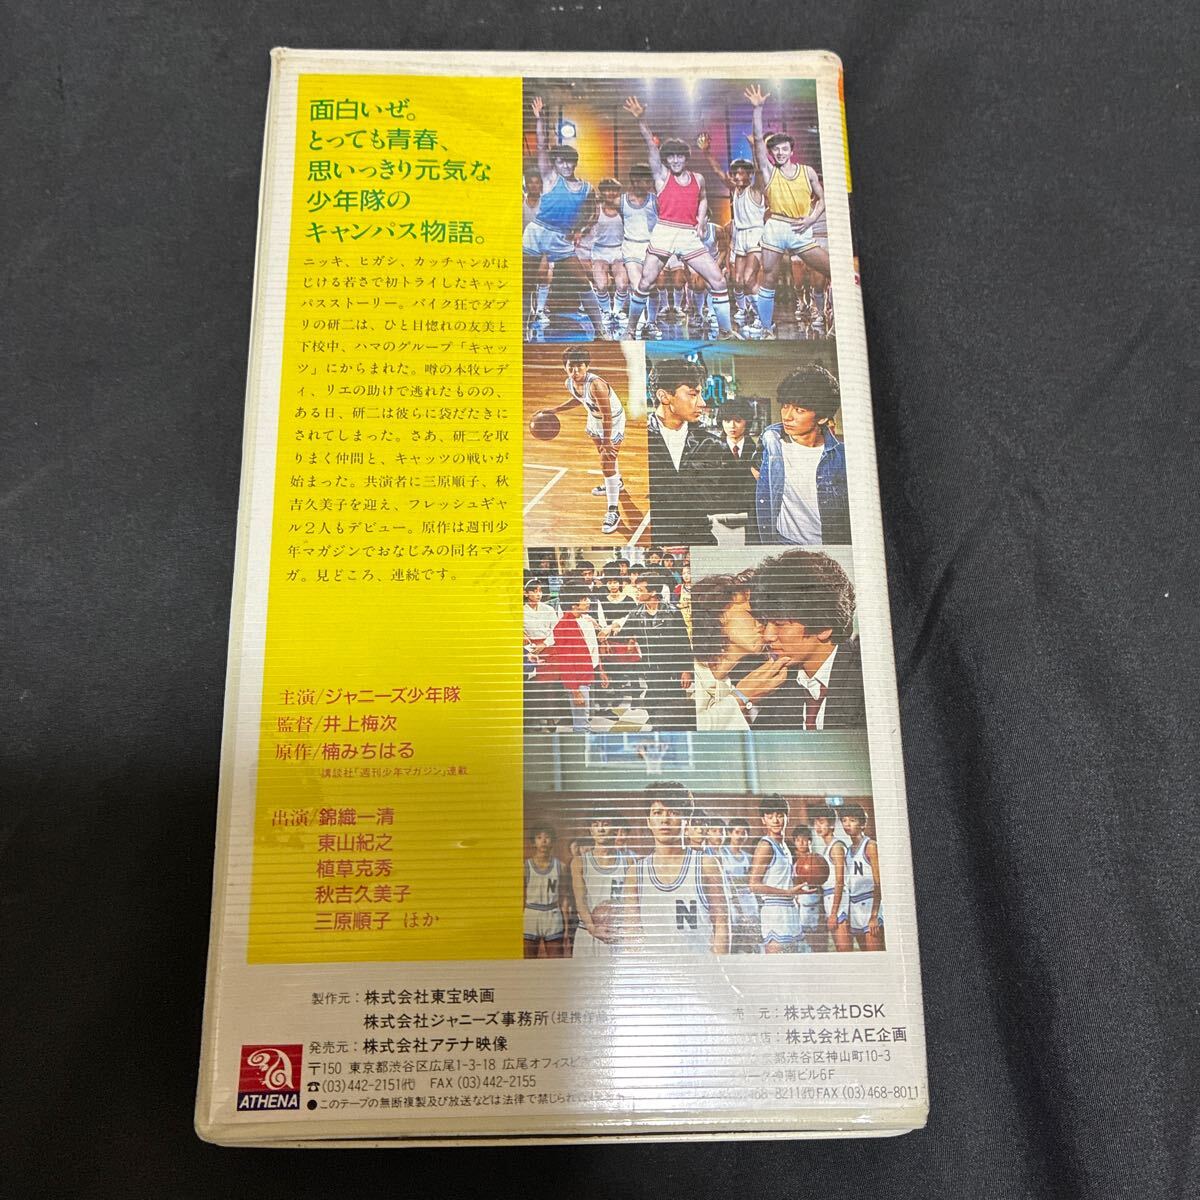 面白いぜ。
とっても青春、
思いっきり元気な
少年隊の
キャンパス物語。
ニッキ、ヒガシ、カッチャンがは
じける若さで初トライしたキャン
パスストーリー。バイク狂でダブ
リの研二は、ひと目惚れの友美と
下校中、ハマのグループ「キャッ
ツ」にからまれた。噂の本牧レデ
ィ、リエの助けで逃れたものの、
ある日、研二は彼らに袋だたきに
されてしまった。さあ、研二を取
りまく仲間と、キャッツの戦いが
始まった。共演者に三原順子、秋
吉久美子を迎え、フレッシュギャ
ル2人もデビュー。原作は週刊少
年マガジンでおなじみの同名マン
ガ。見どころ、連続です。
主演/ジャニーズ少年隊
監督/井上梅次
原作/楠みちはる
講談社「週刊少年マガジン」連載
出演/錦織一清
東山紀之
植草克秀
秋吉久美子
三原順子 ほか
N
N
製作元：株式会社東宝映画
株式会社ジャニーズ事務所(提携作
発売元：株式会社アテナ映像
〒150 東京都渋谷区広尾1-3-18 広尾オフィスビ
☎(03)442-2151㈹ FAX (03)442-2155
●このテープの無断複製及び放送などは法律で禁じられ
ATHENA
元：株式会社DSK
店：株式会社AE企画
京都渋谷区神山町10-3
ーク神南ビル6F
468-8211㈹FAX (03)468-8011